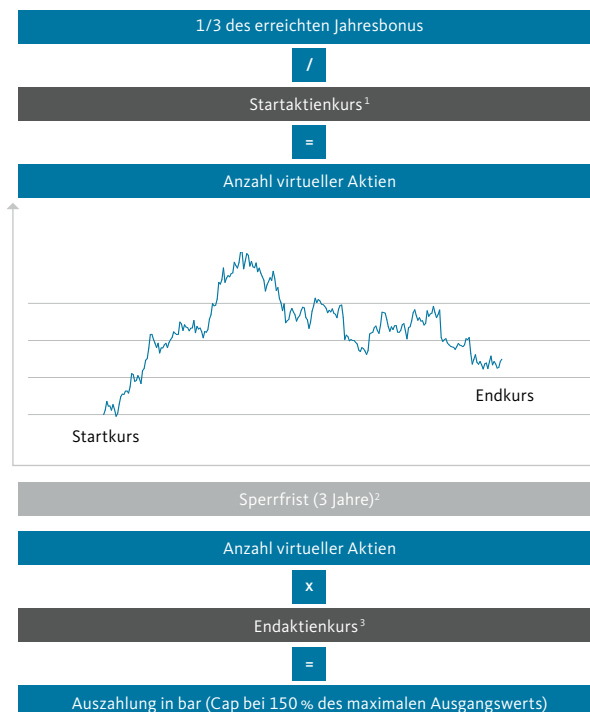 1/3 des erreichten Jahresbonus
/
Startaktienkurs¹
=
Anzahl virtueller Aktien
Endkurs
Startkurs
Sperrfrist (3 Jahre)²
Anzahl virtueller Aktien
x
Endaktienkurs³
=
Auszahlung in bar (Cap bei 150 % des maximalen Ausgangswerts)